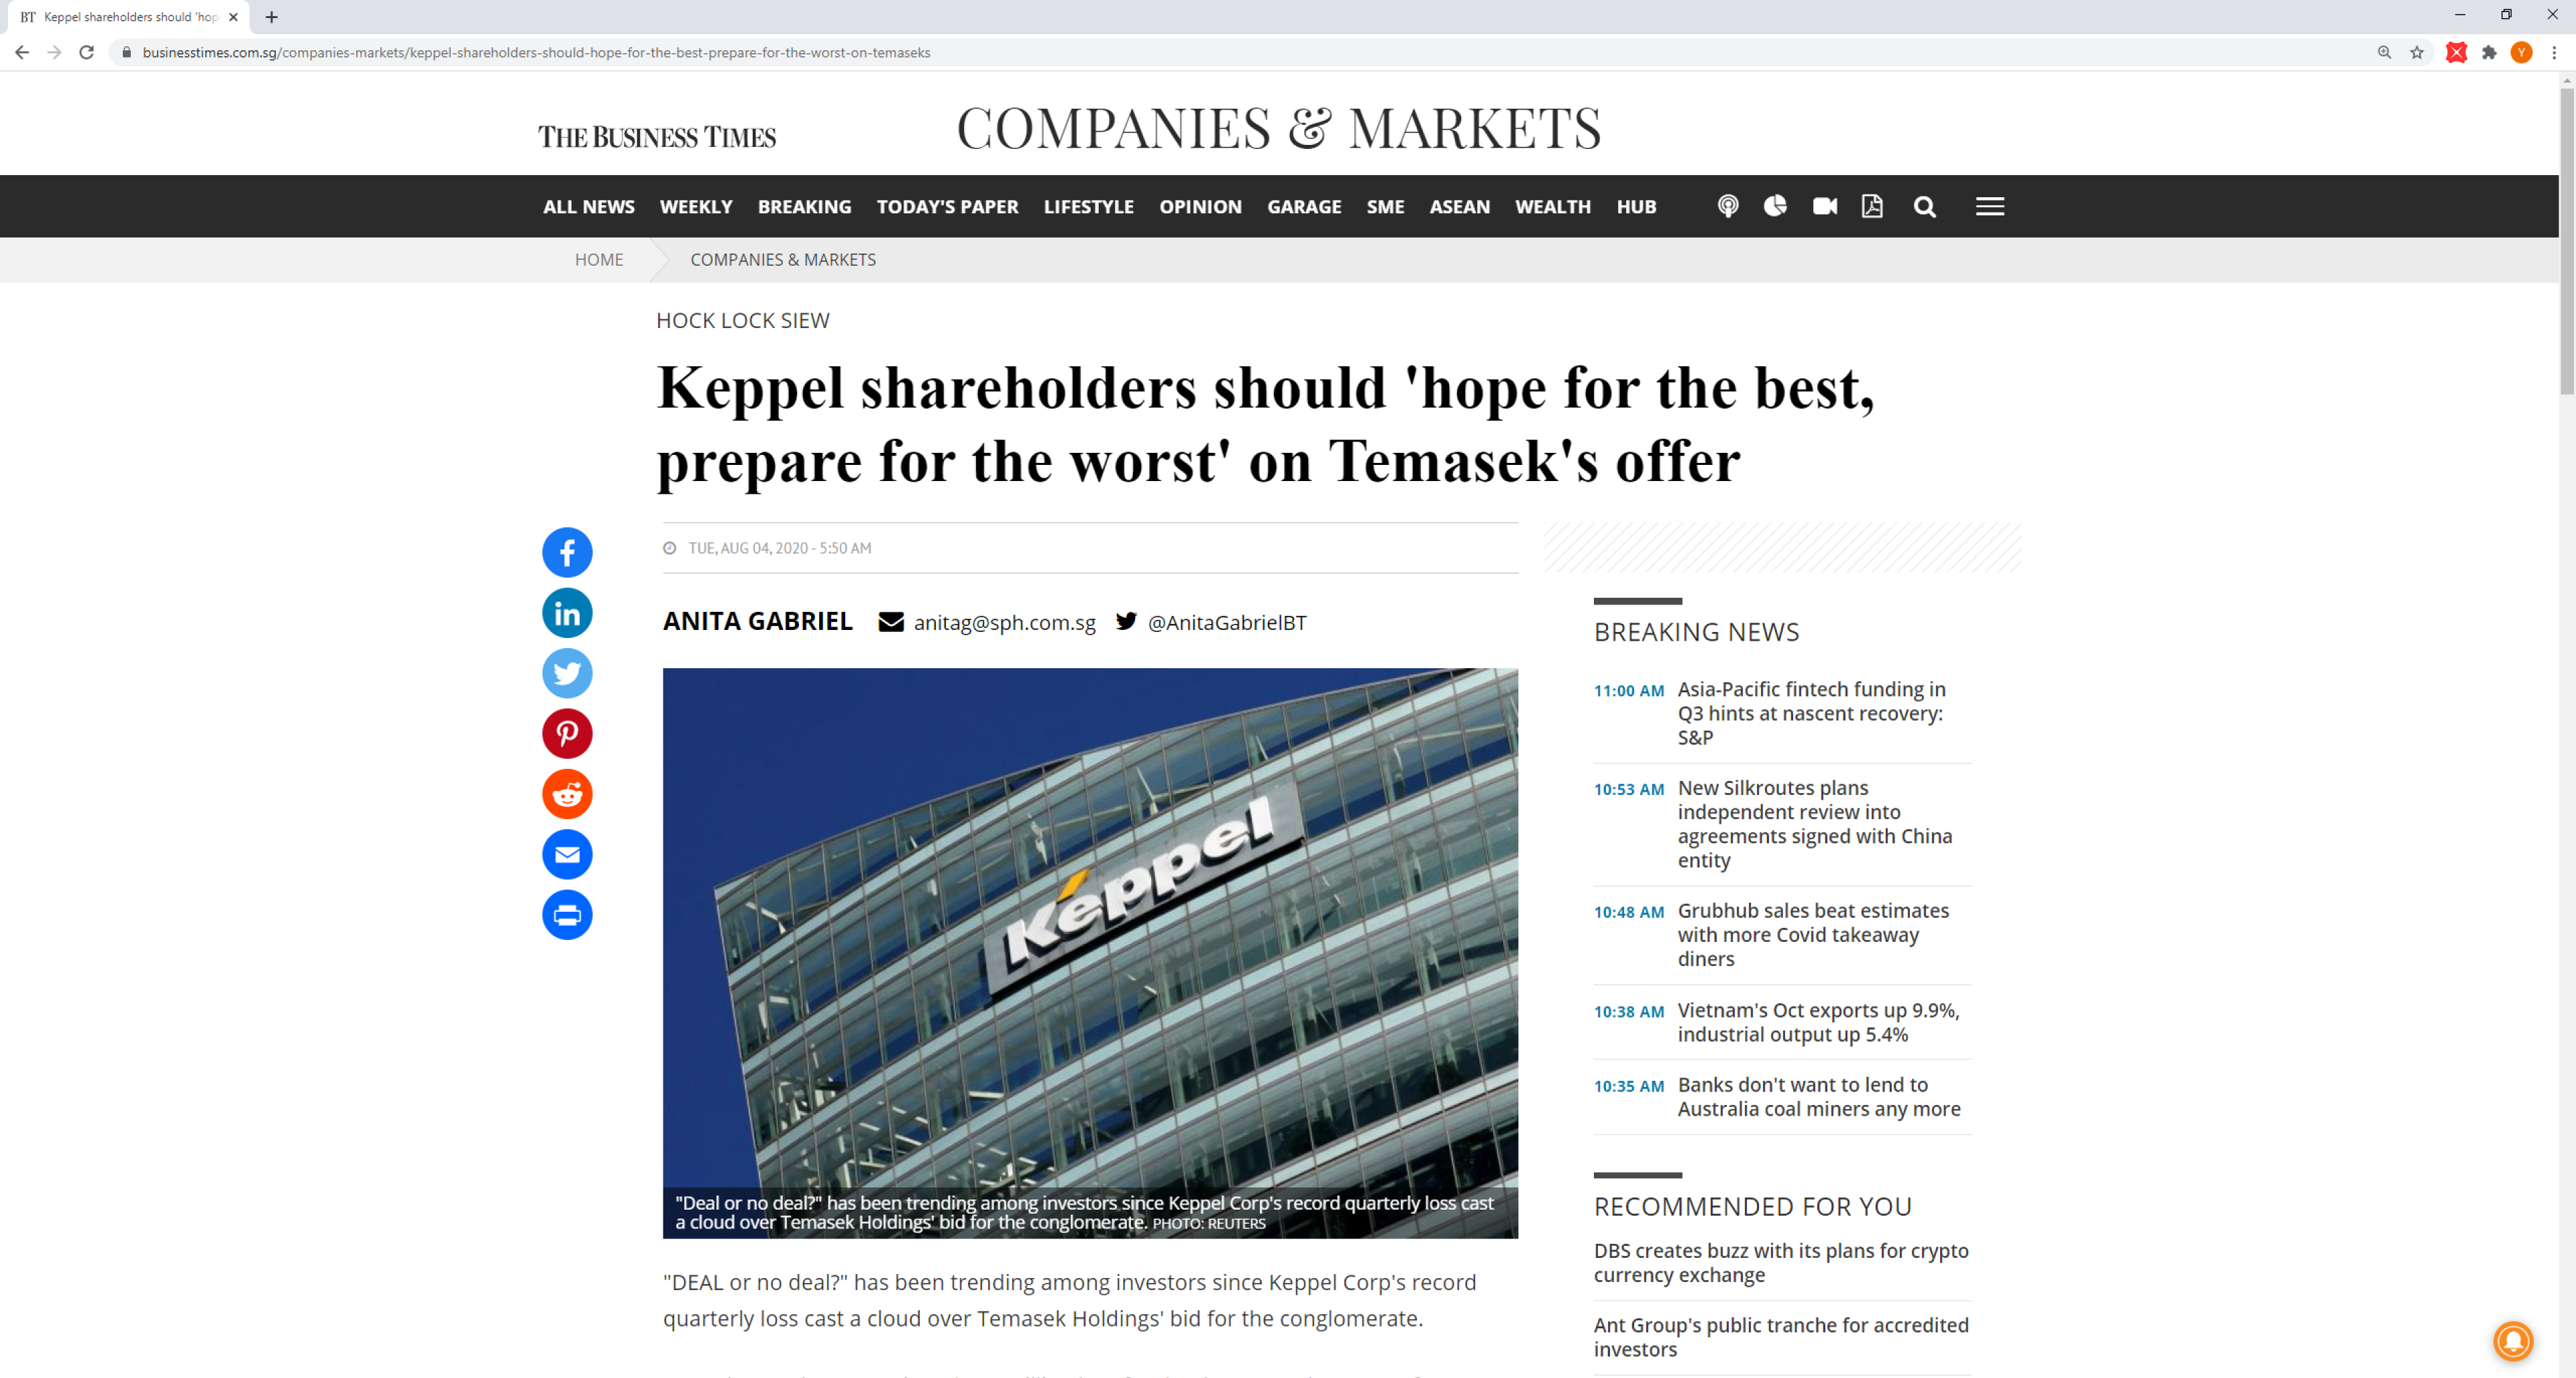 BT Keppel shareholders should 'hop
businesstimes.com.sg/companies-markets/keppel-shareholders-should-hope-for-the-best-prepare-for-the-worst-on-temaseks
Y
THE BUSINESS TIMES
COMPANIES & MARKETS
ALL NEWS WEEKLY BREAKING TODAY'S PAPER LIFESTYLE OPINION GARAGE SME ASEAN WEALTH HUB
HOME COMPANIES & MARKETS
HOCK LOCK SIEW
Keppel shareholders should 'hope for the best,
prepare for the worst' on Temasek's offer
TUE, AUG 04, 2020 - 5:50 AM
ANITA GABRIEL anitag@sph.com.sg @AnitaGabrielBT
Keppel
"Deal or no deal?" has been trending among investors since Keppel Corp's record quarterly loss cast
a cloud over Temasek Holdings' bid for the conglomerate. PHOTO: REUTERS
"DEAL or no deal?" has been trending among investors since Keppel Corp's record
quarterly loss cast a cloud over Temasek Holdings' bid for the conglomerate.
BREAKING NEWS
11:00 AM Asia-Pacific fintech funding in
Q3 hints at nascent recovery:
S&P
10:53 AM New Silkroutes plans
independent review into
agreements signed with China
entity
10:48 AM Grubhub sales beat estimates
with more Covid takeaway
diners
10:38 AM Vietnam's Oct exports up 9.9%,
industrial output up 5.4%
10:35 AM Banks don't want to lend to
Australia coal miners any more
RECOMMENDED FOR YOU
DBS creates buzz with its plans for crypto
currency exchange
Ant Group's public tranche for accredited
investors